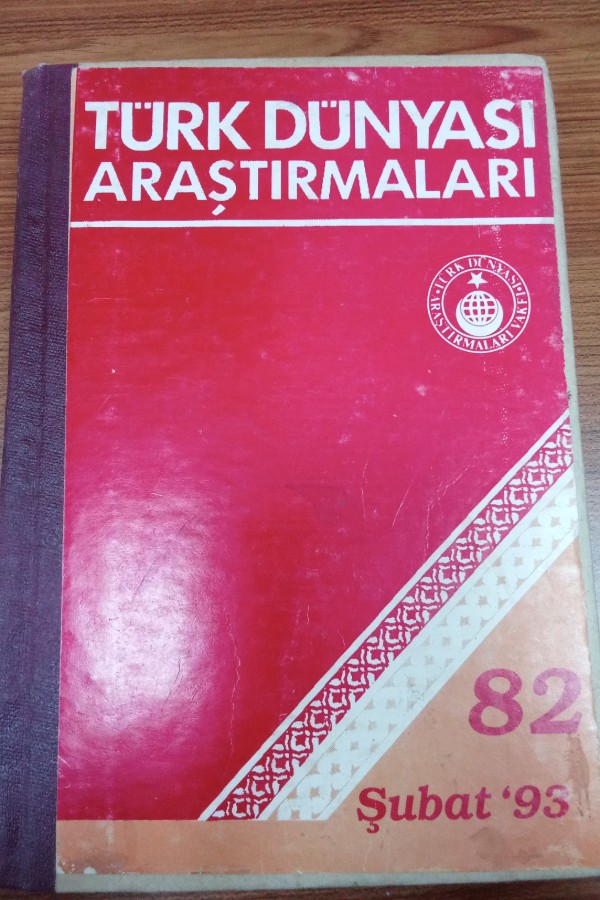 TÜRK DÜNYASI
ARAŞTIRMALARI
TÜRK DÜNYASI
ARAŞTIRMALARI VAKFI
82
Şubat '93